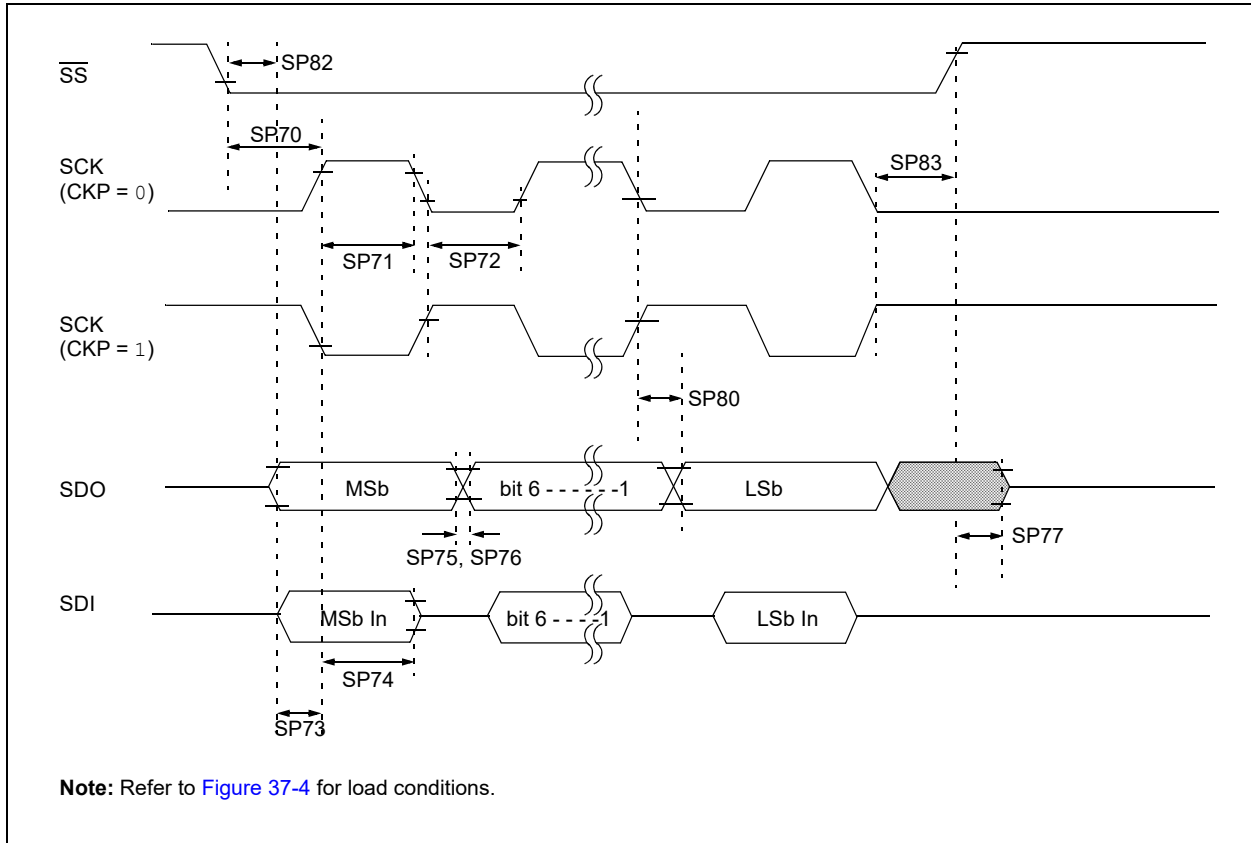 SS
SP82
SP70
SCK
(CKP = 0)
SP83
SP71
SP72
SCK
(CKP = 1)
SP80
SDO
MSb
bit 6 - - - - - -1
LSb
SP75, SP76
SP77
SDI
MSb In
bit 6 - - - -1
LSb In
SP74
SP73
Note: Refer to Figure 37-4 for load conditions.